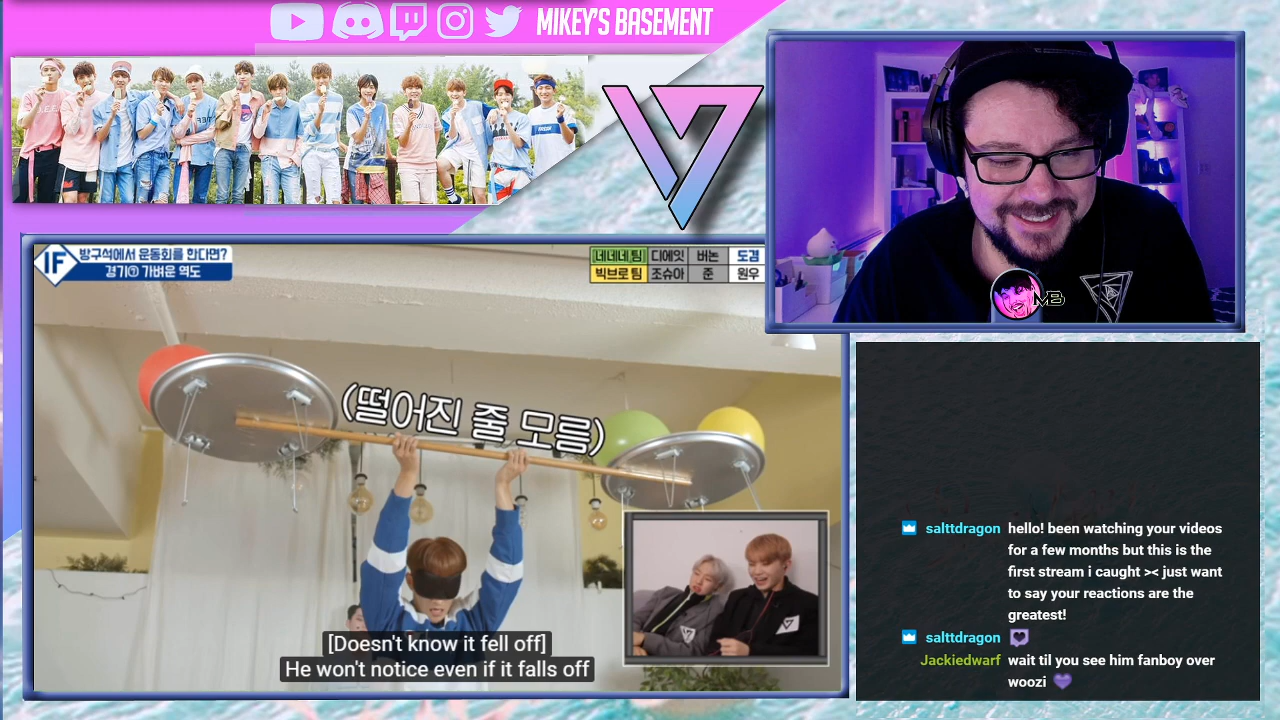 MIKEY'S BASEMENT
IF
방구석에서 운동회를 한다면?
경기① 가벼운 역도
[네네네 팀] 디에잇 버논 도겸
빅브로 팀 조슈아 준 원우
(떨어진 줄 모름)
[Doesn't know it fell off]
He won't notice even if it falls off
MB
salttdragon hello! been watching your videos
for a few months but this is the
first stream i caught >< just want
to say your reactions are the
greatest!
salttdragon
Jackiedwarf wait til you see him fanboy over
woozi 💜